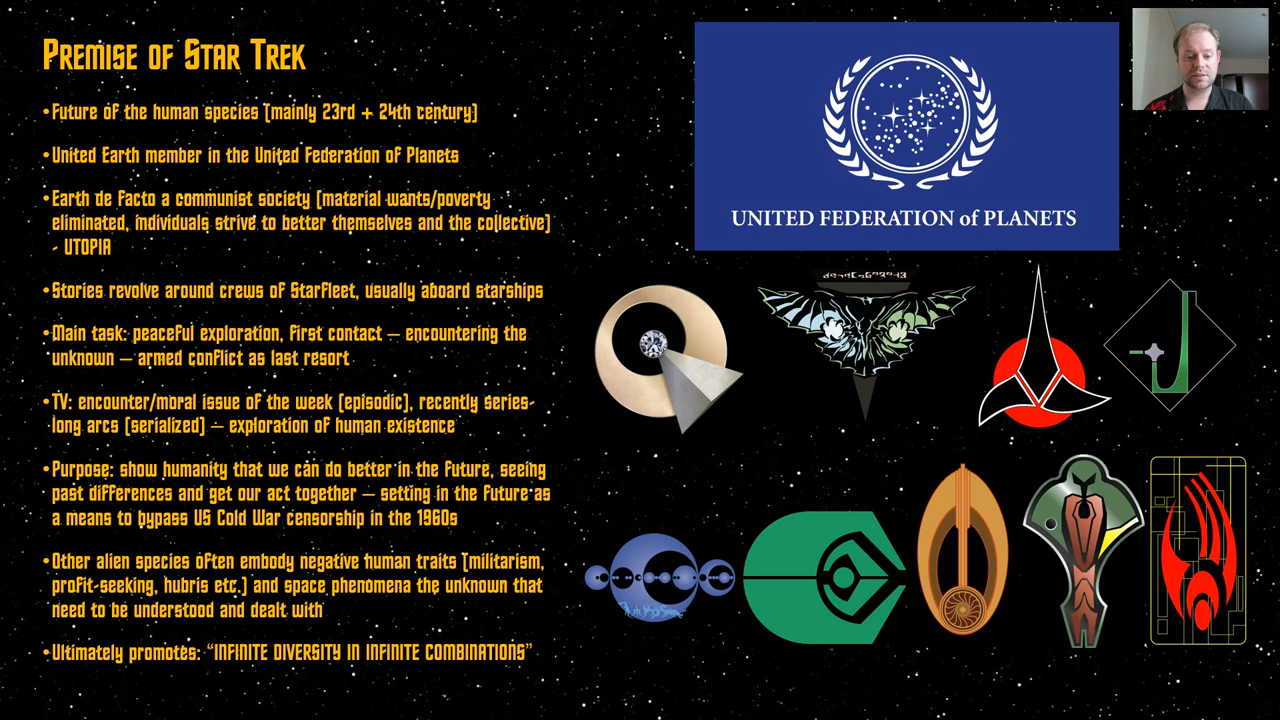 Premise of Star Trek
•Future of the human species (mainly 23rd + 24th century)
•United Earth member in the United Federation of Planets
•Earth de facto a communist society (material wants/poverty
eliminated, individuals strive to better themselves and the collective)
- UTOPIA
•Stories revolve around crews of Starfleet, usually aboard starships
•Main task: peaceful exploration, first contact – encountering the
unknown – armed conflict as last resort
•TV: encounter/moral issue of the week (episodic), recently series-
long arcs (serialized) – exploration of human existence
•Purpose: show humanity that we can do better in the future, seeing
past differences and get our act together – setting in the future as
a means to bypass US Cold War censorship in the 1960s
•Other alien species often embody negative human traits (militarism,
profit-seeking, hubris etc.) and space phenomena the unknown that
need to be understood and dealt with
•Ultimately promotes: “INFINITE DIVERSITY IN INFINITE COMBINATIONS”
UNITED FEDERATION of PLANETS